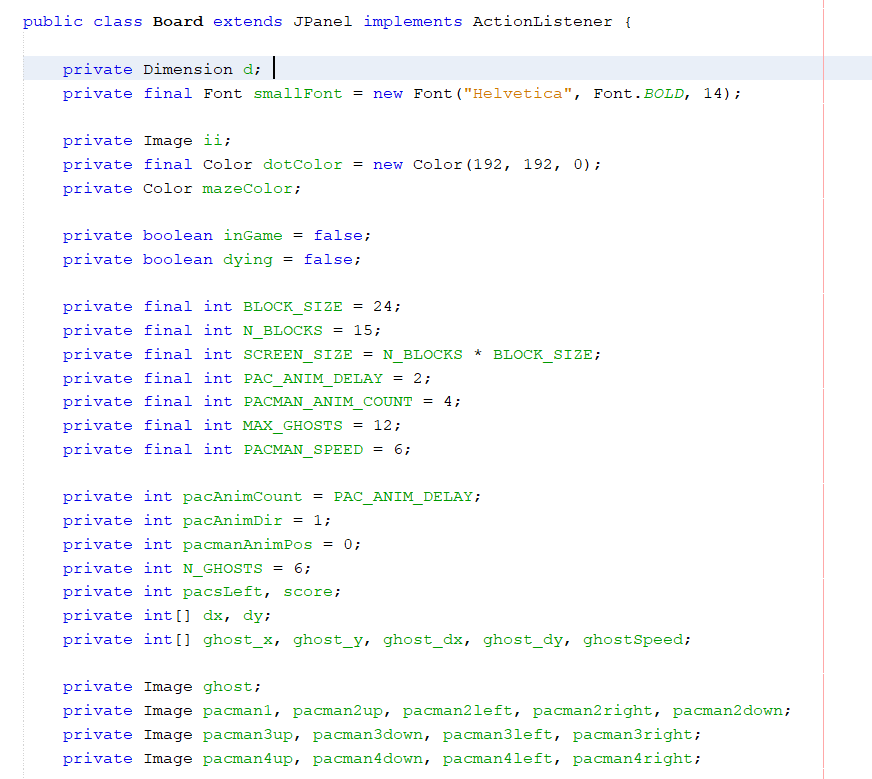 public class Board extends JPanel implements ActionListener {
private Dimension d;
private final Font smallFont = new Font("Helvetica", Font.BOLD, 14);
private Image ii;
private final Color dotColor = new Color(192, 192, 0);
private Color mazeColor;
private boolean inGame = false;
private boolean dying = false;
private final int BLOCK_SIZE = 24;
private final int N_BLOCKS = 15;
private final int SCREEN_SIZE = N_BLOCKS * BLOCK_SIZE;
private final int PAC_ANIM_DELAY = 2;
private final int PACMAN_ANIM_COUNT = 4;
private final int MAX_GHOSTS = 12;
private final int PACMAN_SPEED = 6;
private int pacAnimCount = PAC_ANIM_DELAY;
private int pacAnimDir = 1;
private int pacmanAnimPos = 0;
private int N_GHOSTS = 6;
private int pacsLeft, score;
private int[] dx, dy;
private int[] ghost_x, ghost_y, ghost_dx, ghost_dy, ghostSpeed;
private Image ghost;
private Image pacman1, pacman2up, pacman2left, pacman2right, pacman2down;
private Image pacman3up, pacman3down, pacman3left, pacman3right;
private Image pacman4up, pacman4down, pacman4left, pacman4right;